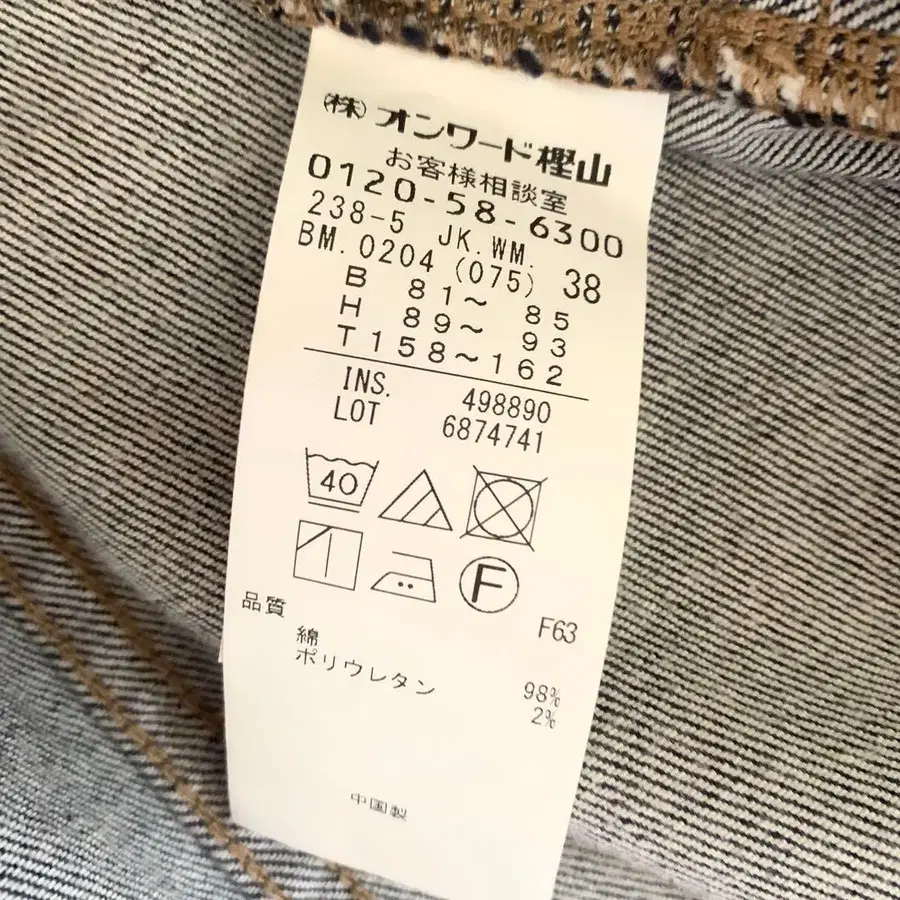 ㈱オンワード樫山
お客様相談室
0120-58-6300
238-5 JK.WM.
BM.0204 (075) 38
B 81～ 85
H 89～ 93
T158～162
INS. 498890
LOT 6874741
40
F
F63
品質
綿 98%
ポリウレタン 2%
中国製